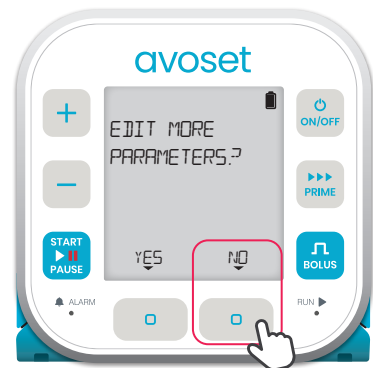 avoset
EDIT MORE
PARAMETERS?
YES
NO
ON/OFF
PRIME
START
PAUSE
BOLUS
ALARM
RUN